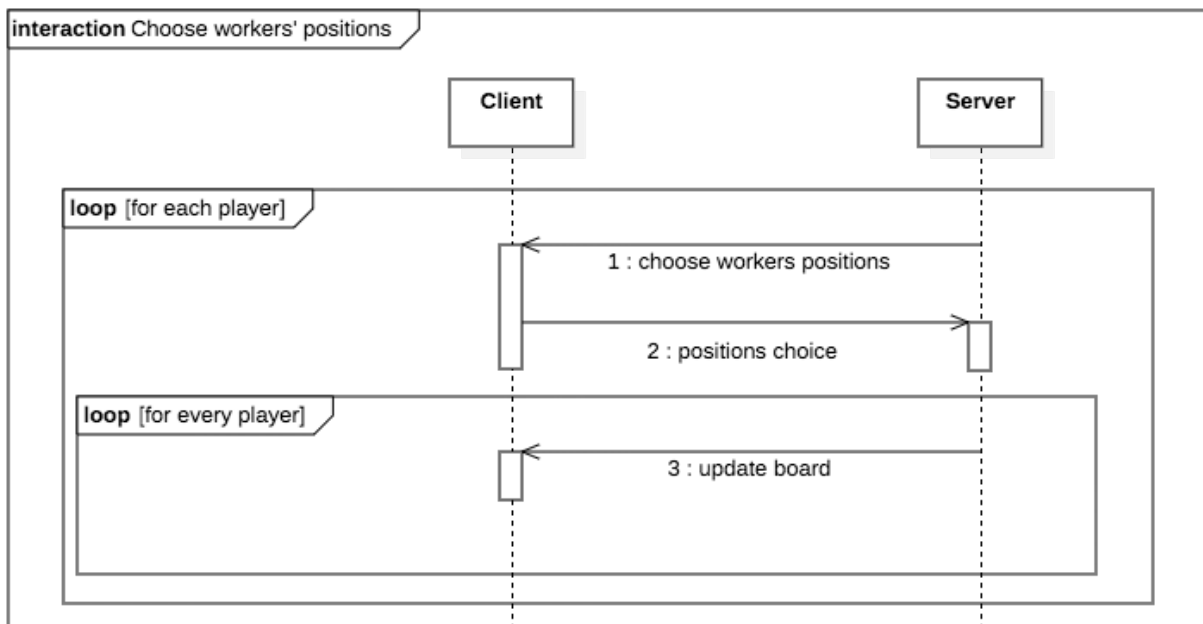 interaction Choose workers' positions
Client
Server
loop [for each player]
1 : choose workers positions
2 : positions choice
loop [for every player]
3 : update board